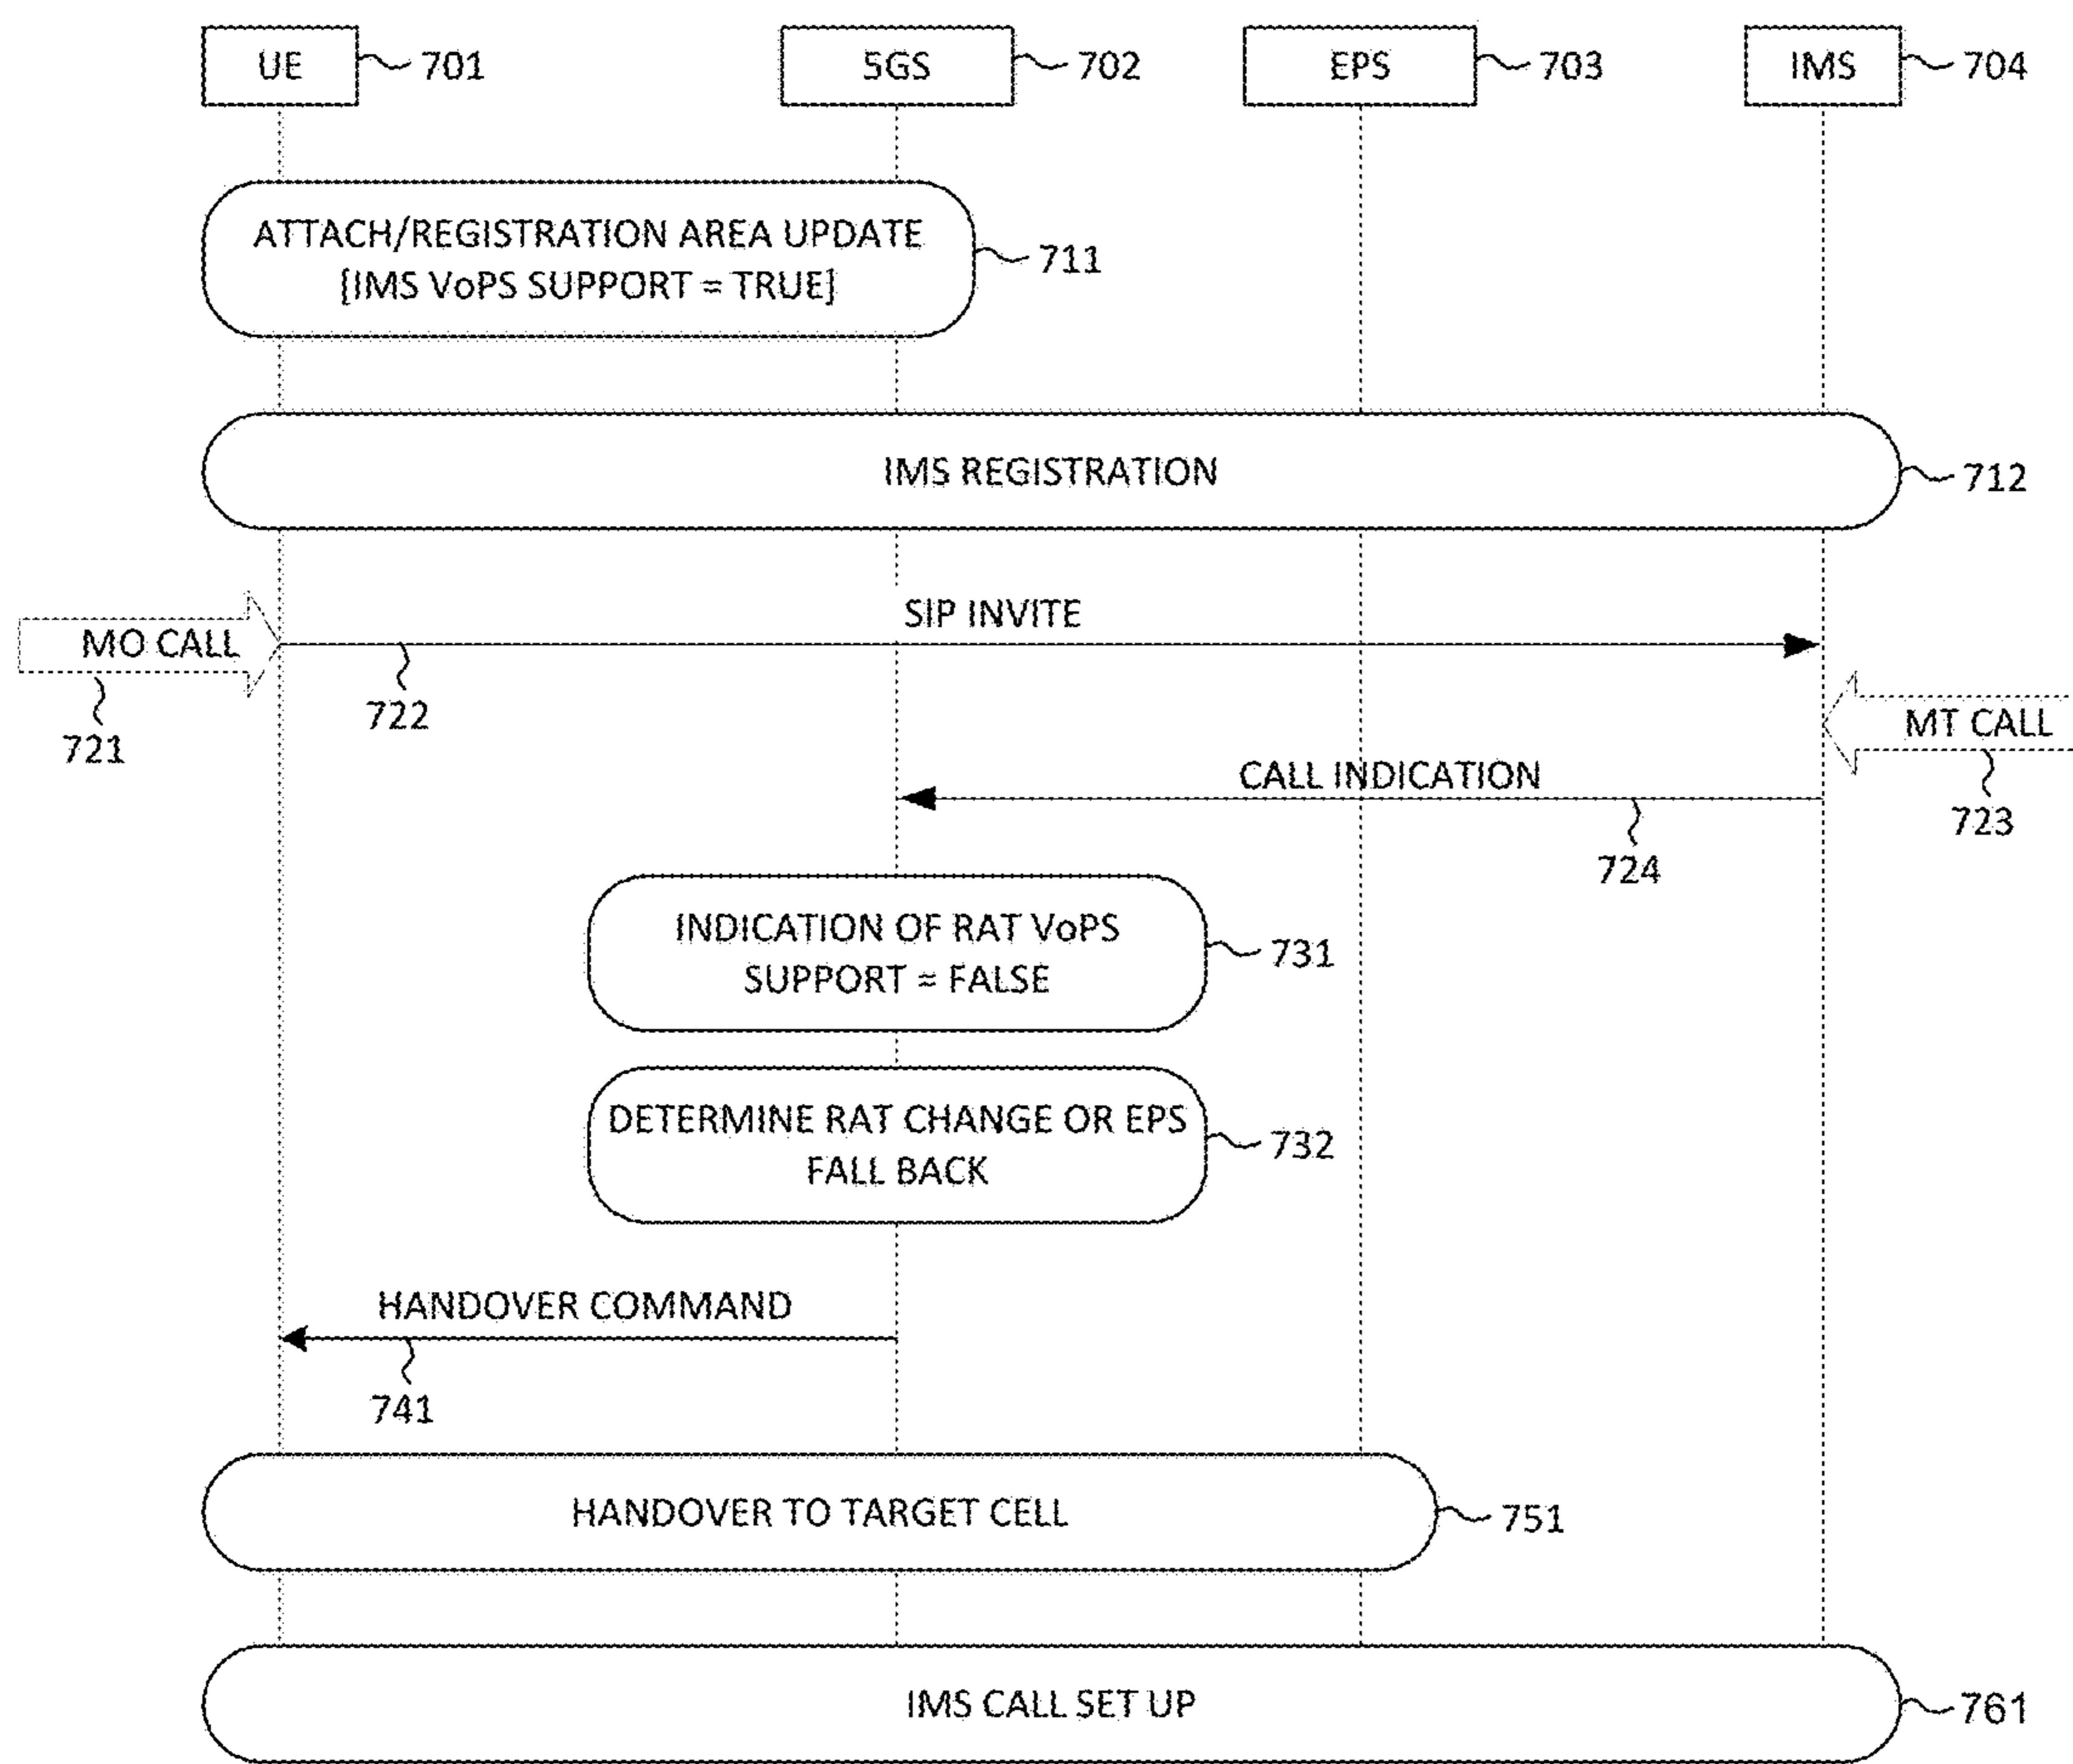 UE 701 5GS 702 EPS 703 IMS 704
ATTACH/REGISTRATION AREA UPDATE
[IMS VoPS SUPPORT = TRUE]
711
IMS REGISTRATION
712
SIP INVITE
MO CALL
722
721
MT CALL
CALL INDICATION
723
724
INDICATION OF RAT VoPS
SUPPORT = FALSE
731
DETERMINE RAT CHANGE OR EPS
FALL BACK
732
HANDOVER COMMAND
741
HANDOVER TO TARGET CELL
751
IMS CALL SET UP
761